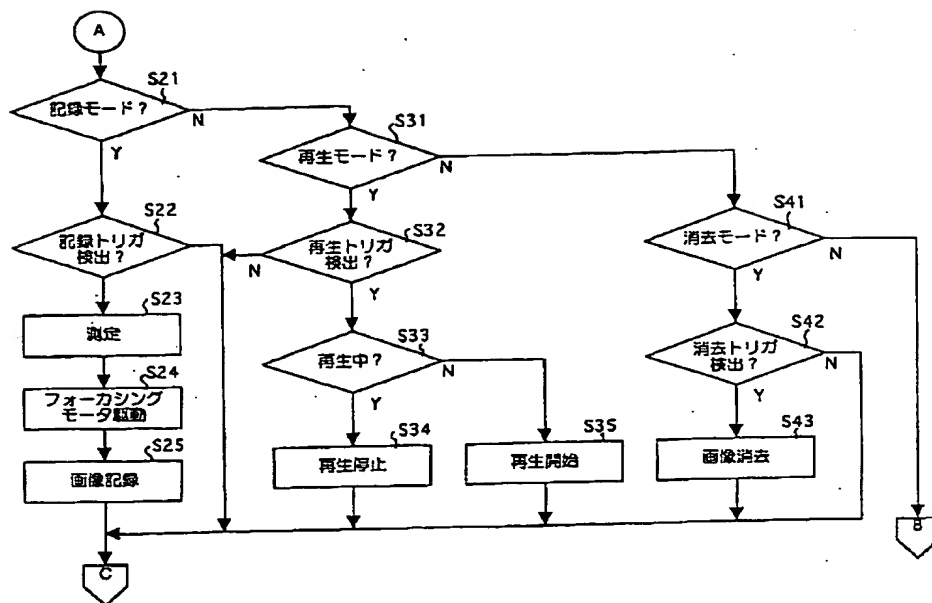 A
S21
記録モード?
N
Y
S31
再生モード?
N
Y
S22
記録トリガ
検出?
S32
再生トリガ
検出?
N
Y
S41
消去モード?
N
Y
S23
測定
S33
再生中?
N
Y
S42
消去トリガ
検出?
N
Y
S24
フォーカシング
モータ駆動
S25
画像記録
S34
再生停止
S35
再生開始
S43
画像消去
B
C